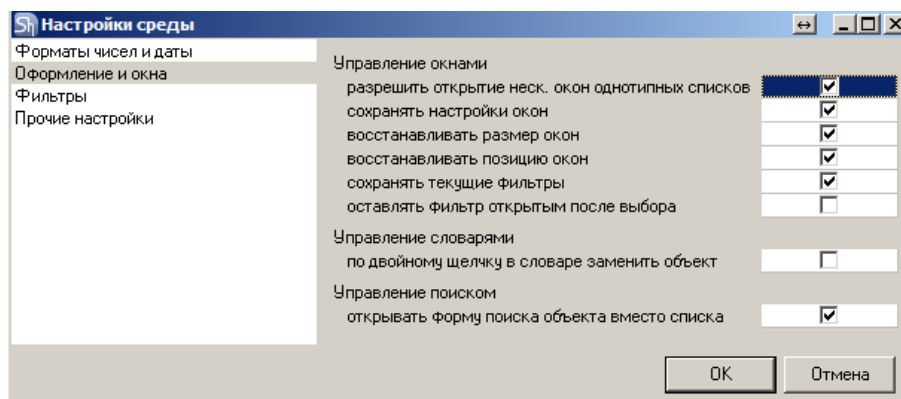 Sh Настройки среды
Форматы чисел и даты
Оформление и окна
Фильтры
Прочие настройки
Управление окнами
разрешить открытие неск. окон однотипных списков
сохранять настройки окон
восстанавливать размер окон
восстанавливать позицию окон
сохранять текущие фильтры
оставлять фильтр открытым после выбора
Управление словарями
по двойному щелчку в словаре заменить объект
Управление поиском
открывать форму поиска объекта вместо списка
OK Отмена